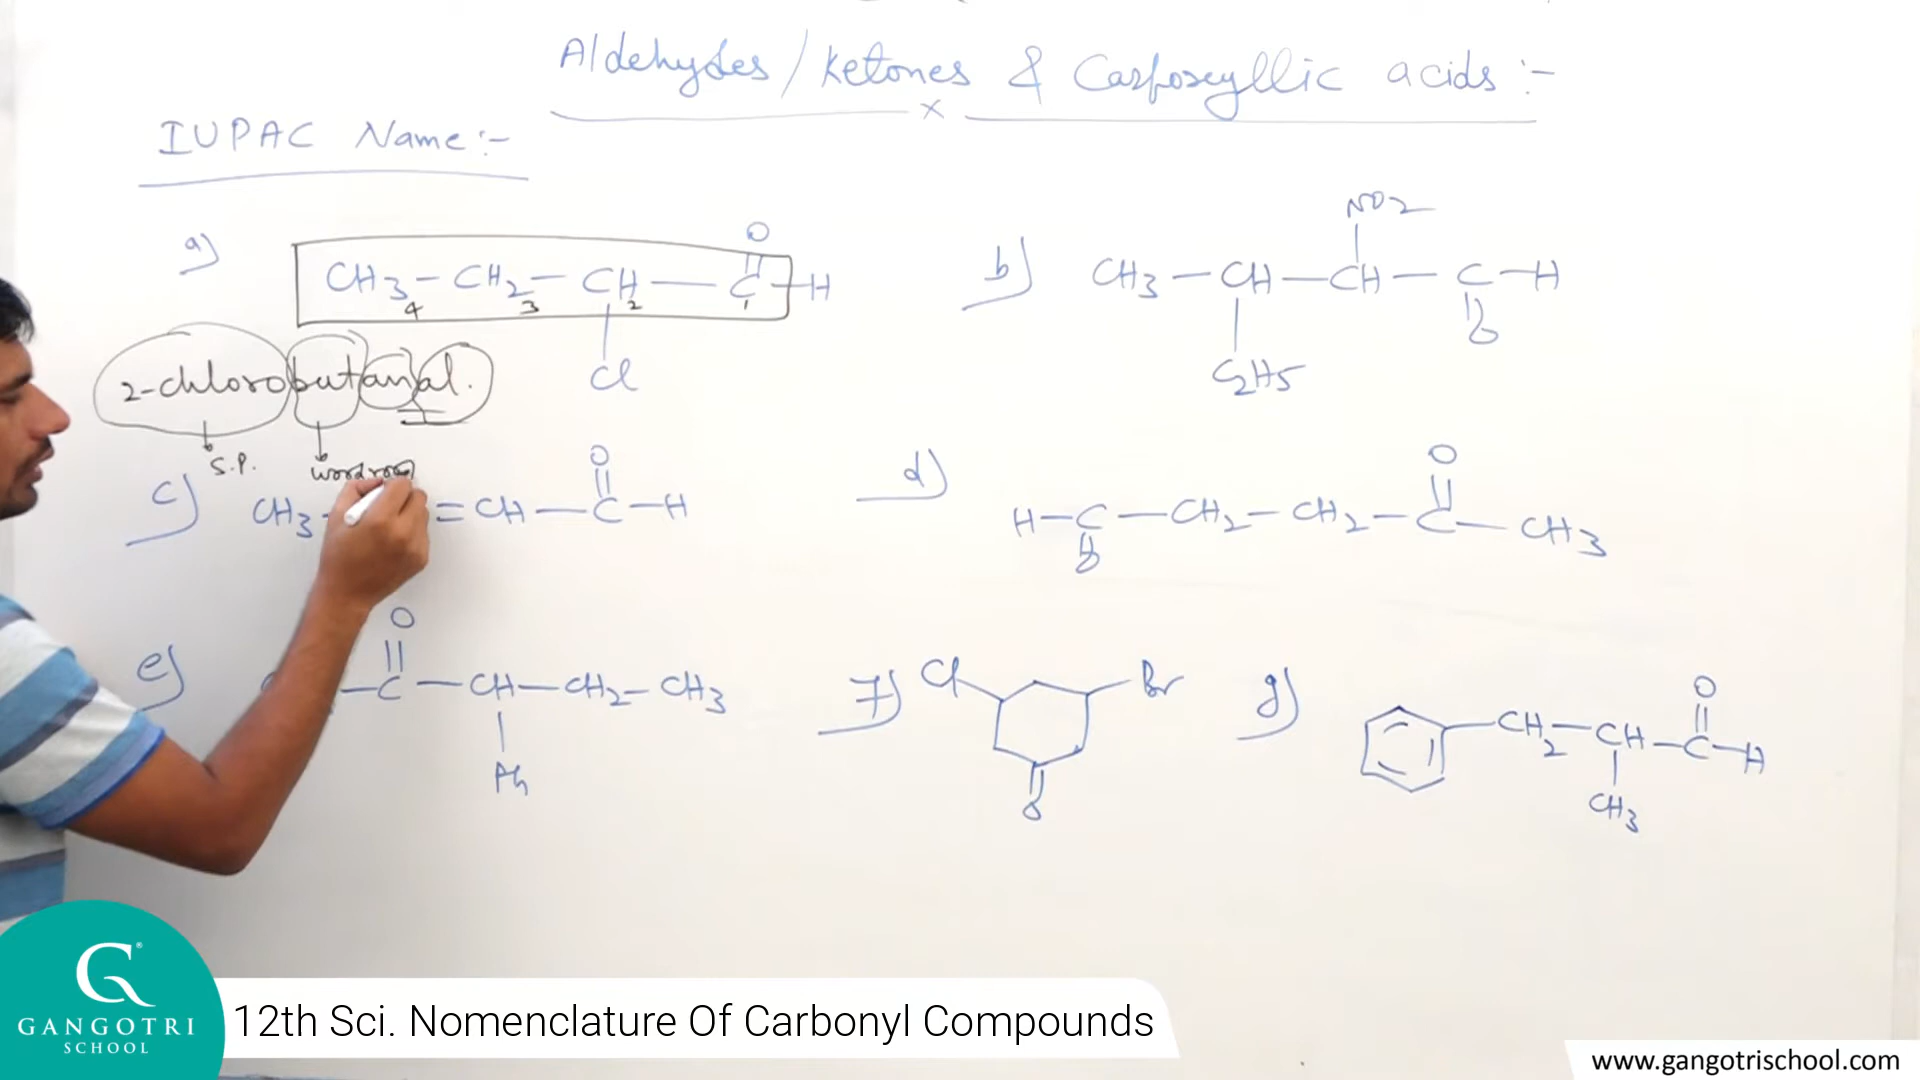 Aldehydes / Ketones & Carboxyllic acids :-
x
IUPAC Name :-
a)
O
CH3 - CH2 - CH - C - H
4 3 2 1
Cl
2-chlorobutanal.
S.P.
b)
NO2
CH3 - CH - CH - C - H
O
C2H5
c)
O
CH3 - = CH - C - H
d)
O
H - C - CH2 - CH2 - C - CH3
O
e)
O
- C - CH - CH2 - CH3
Ph
f)
Cl
Br
O
g)
O
CH2 - CH - C - H
CH3
GANGOTRI
SCHOOL
12th Sci. Nomenclature Of Carbonyl Compounds
www.gangotrischool.com